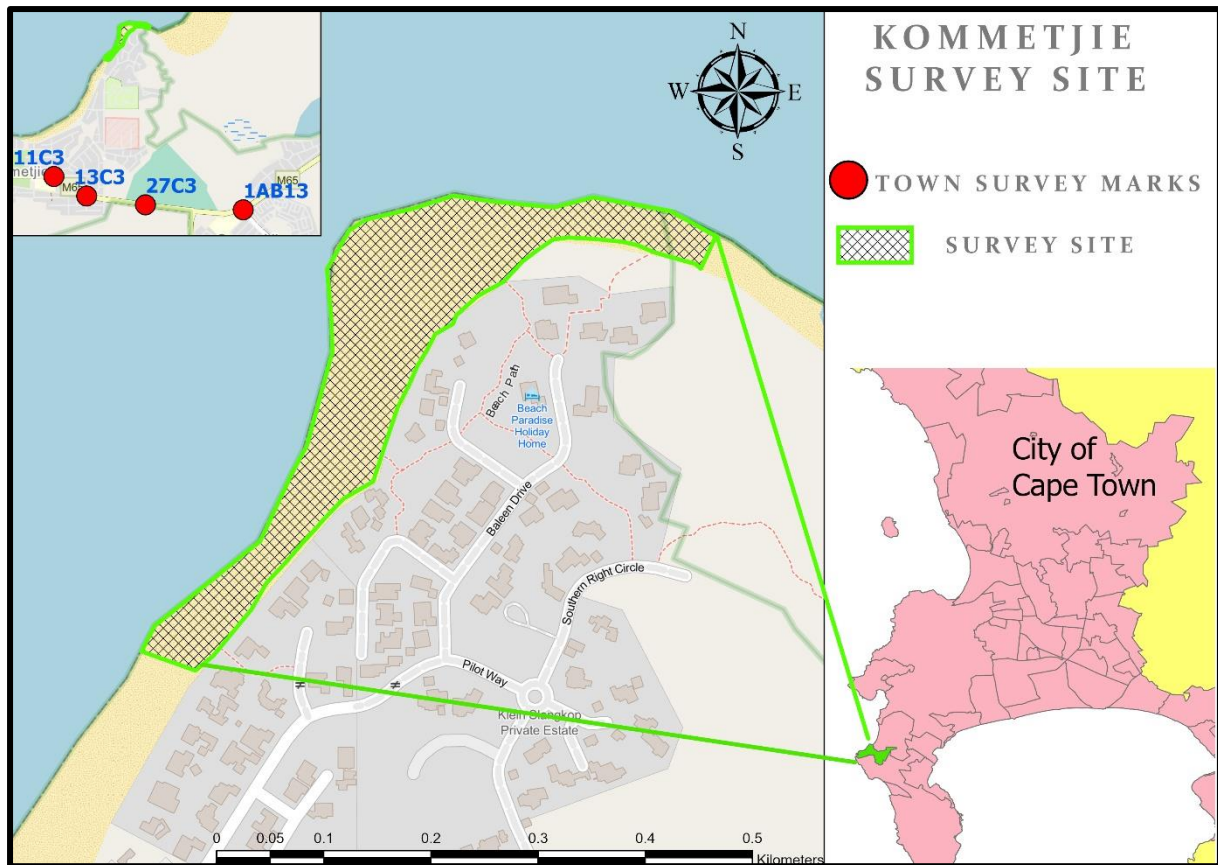 11C3
metjie
M65
13C3
27C3
1AB13
M65
N
W
E
S
KOMMETJIE
SURVEY SITE
TOWN SURVEY MARKS
SURVEY SITE
Beach Path
Beach
Paradise
Holiday
Home
Baleen Drive
Southern Right Circle
Pilot Way
Klein Slangkop
Private Estate
City of
Cape Town
0 0.05 0.1 0.2 0.3 0.4 0.5
Kilometers